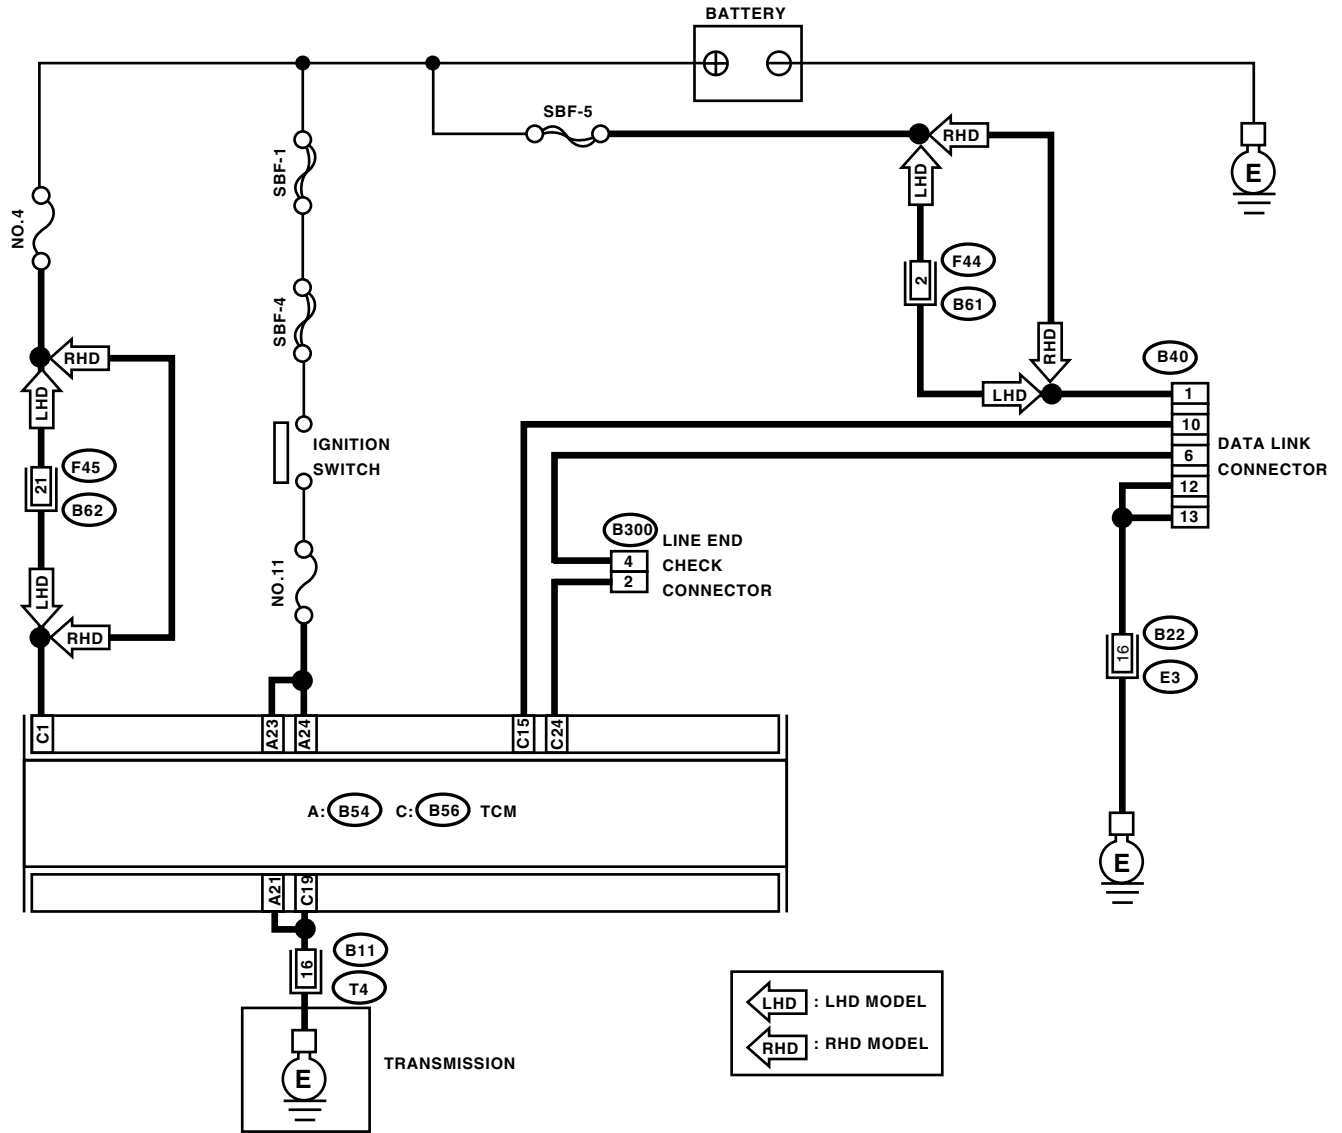 BATTERY
SBF-5
RHD
LHD
E
SBF-1
NO.4
F44
2
B61
SBF-4
RHD
RHD
B40
LHD
LHD
1
10
IGNITION
SWITCH
DATA LINK
CONNECTOR
6
F45
21
B62
12
13
B300
LINE END
CHECK
CONNECTOR
4
2
NO.11
LHD
RHD
B22
16
E3
C1
A23
A24
C15
C24
A:
B54
C:
B56
TCM
E
A21
C19
B11
16
T4
LHD
: LHD MODEL
RHD
: RHD MODEL
TRANSMISSION
E